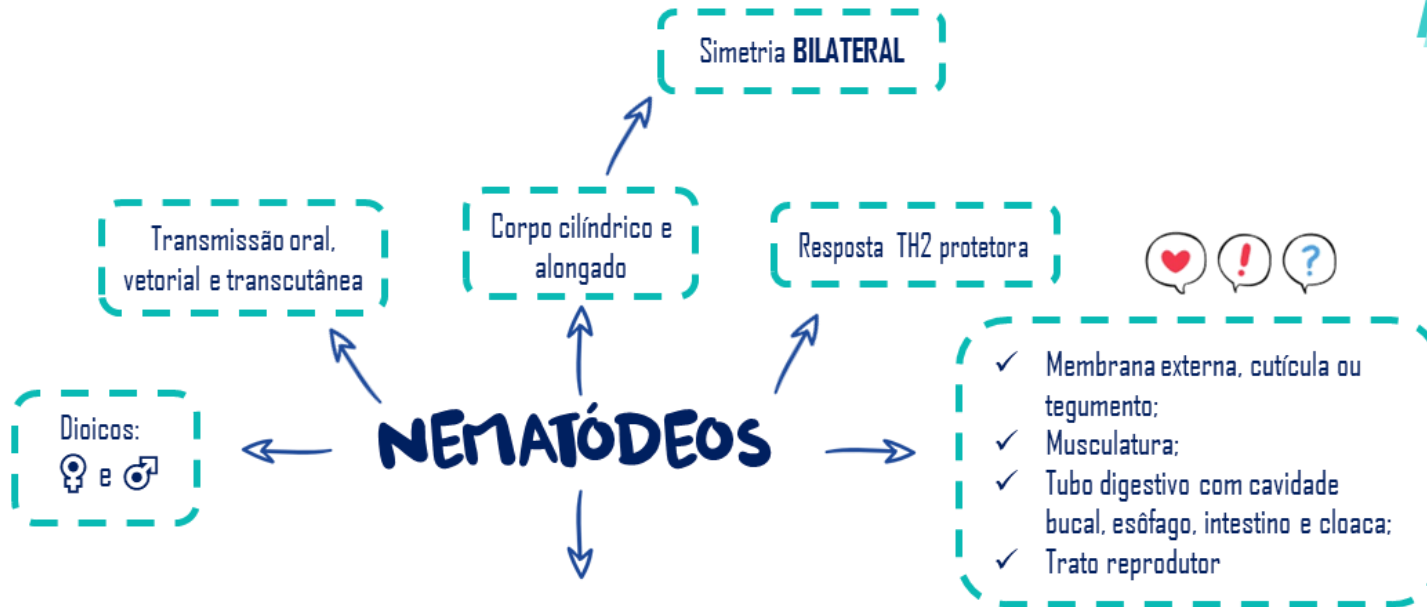 Simetria BILATERAL
Transmissão oral,
vetorial e transcutânea
Corpo cilíndrico e
alongado
Resposta TH2 protetora
Dioicos:
♀ e ♂
NEMATÓDEOS
! ?
✓ Membrana externa, cutícula ou
tegumento;
✓ Musculatura;
✓ Tubo digestivo com cavidade
bucal, esôfago, intestino e cloaca;
✓ Trato reprodutor